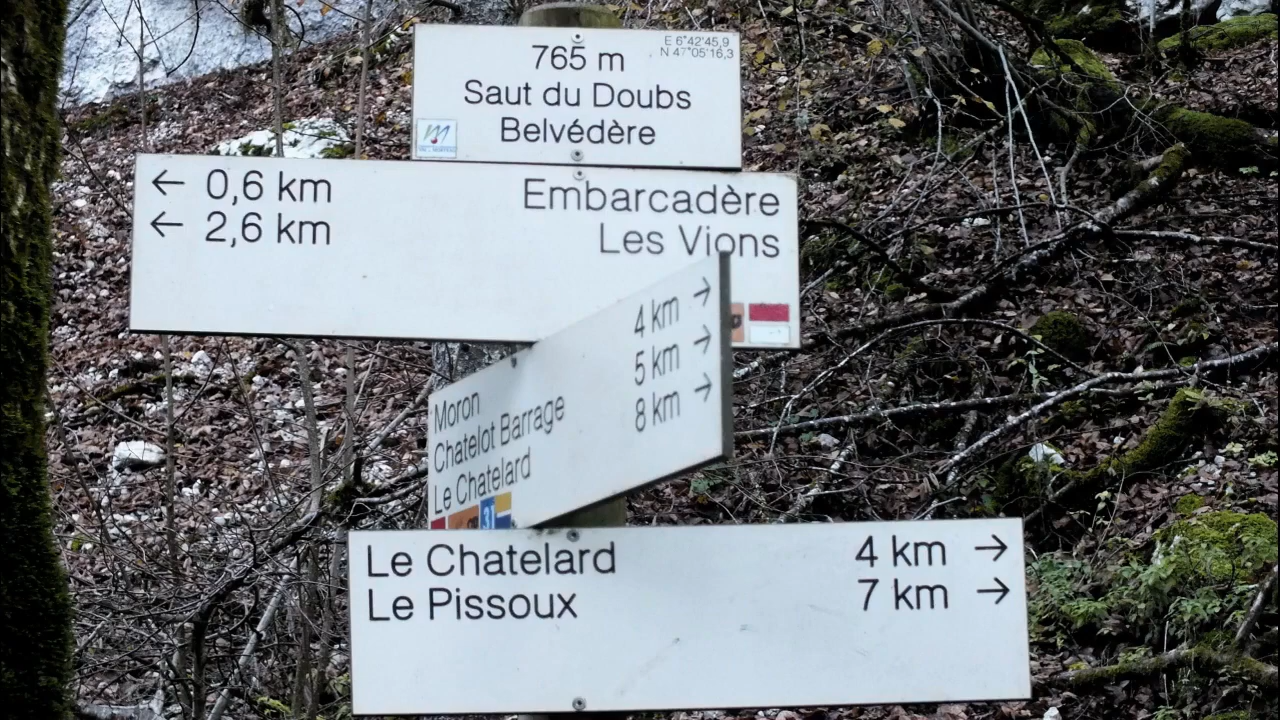 765 m
E 6°42'45,9
N 47°05'16,3
Saut du Doubs
Belvédère
← 0,6 km Embarcadère
← 2,6 km Les Vions
Moron 4 km →
Chatelot Barrage 5 km →
Le Chatelard 8 km →
31
Le Chatelard 4 km →
Le Pissoux 7 km →